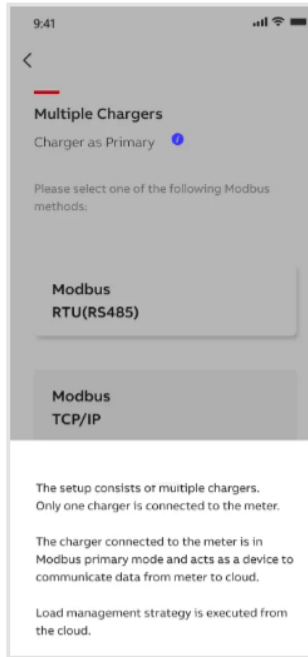 9:41
Multiple Chargers
Charger as Primary i
Please select one of the following Modbus
methods:
Modbus
RTU(RS485)
Modbus
TCP/IP
The setup consists of multiple chargers.
Only one charger is connected to the meter.
The charger connected to the meter is in
Modbus primary mode and acts as a device to
communicate data from meter to cloud.
Load management strategy is executed from
the cloud.